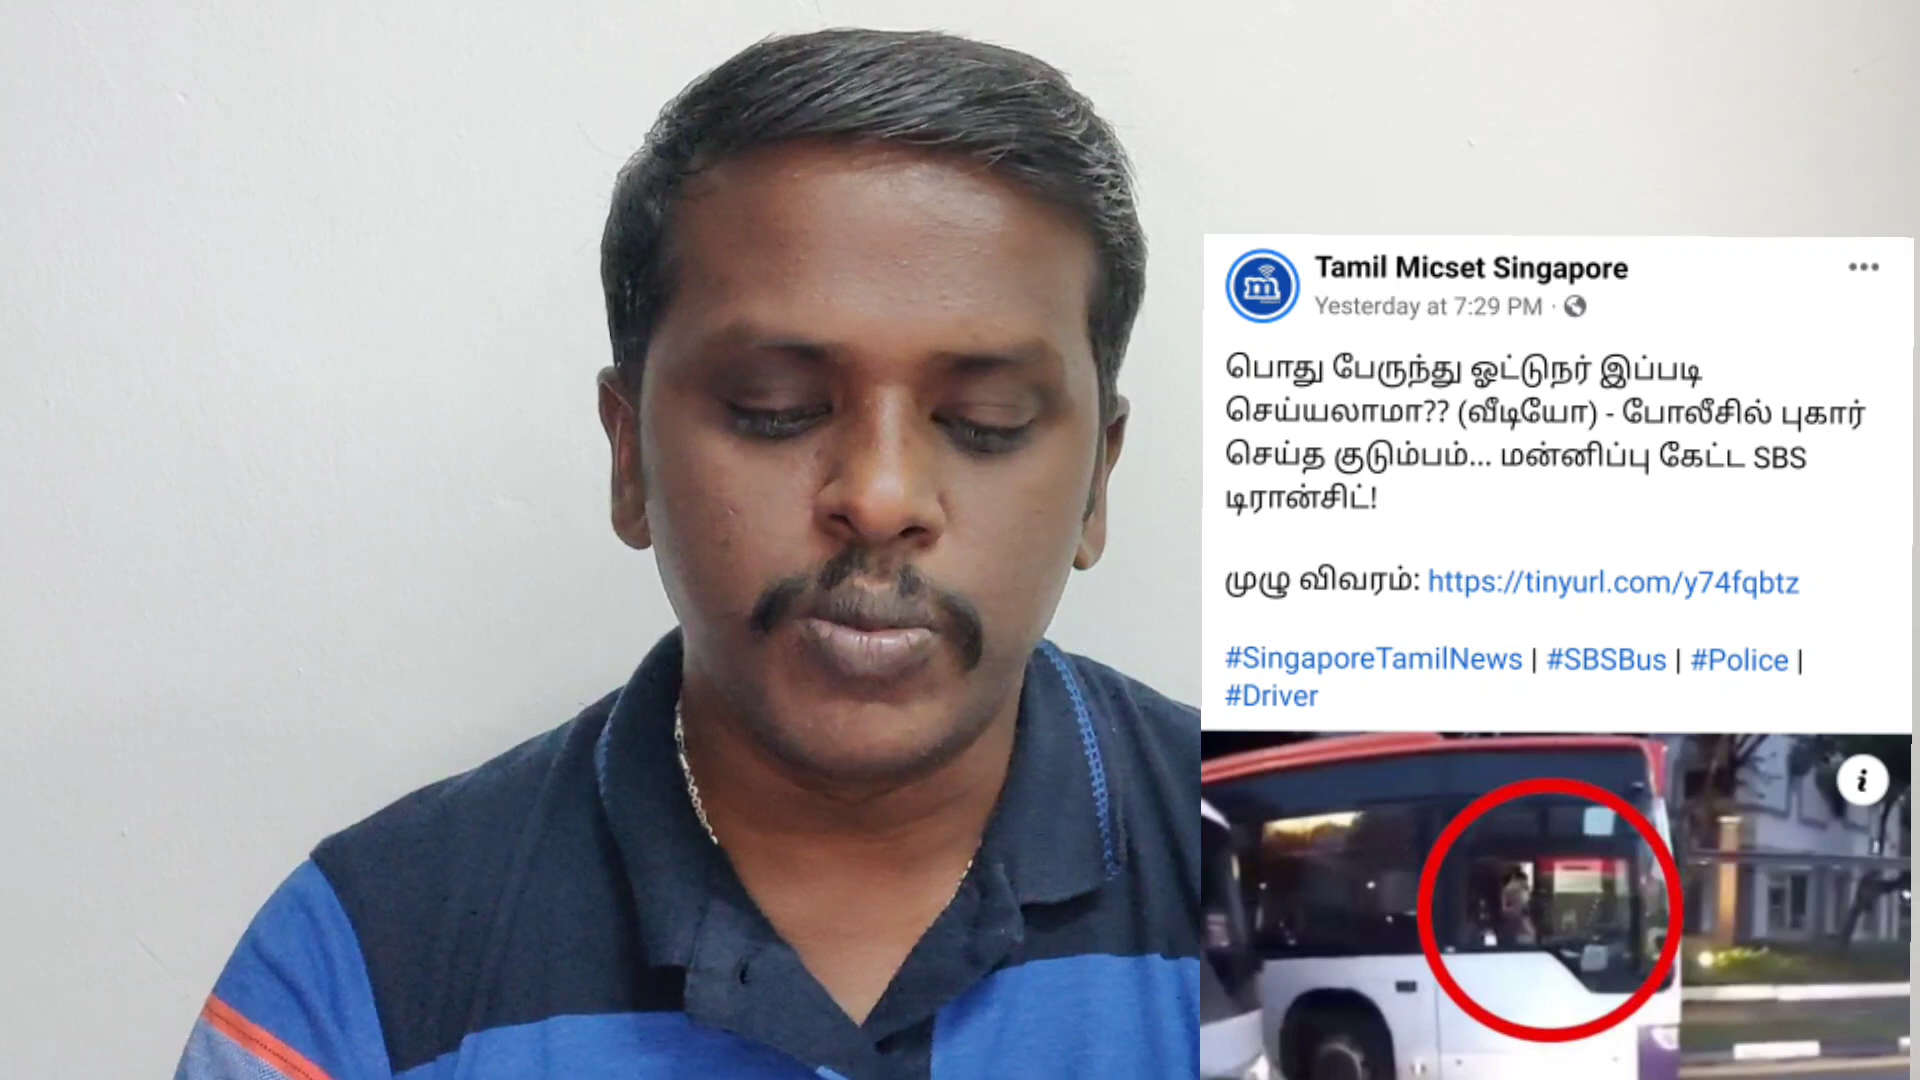 Tamil Micset Singapore
Yesterday at 7:29 PM ·
பொது பேருந்து ஓட்டுநர் இப்படி
செய்யலாமா?? (வீடியோ) - போலீசில் புகார்
செய்த குடும்பம்... மன்னிப்பு கேட்ட SBS
டிரான்சிட்!
முழு விவரம்: https://tinyurl.com/y74fqbtz
#SingaporeTamilNews | #SBSBus | #Police |
#Driver